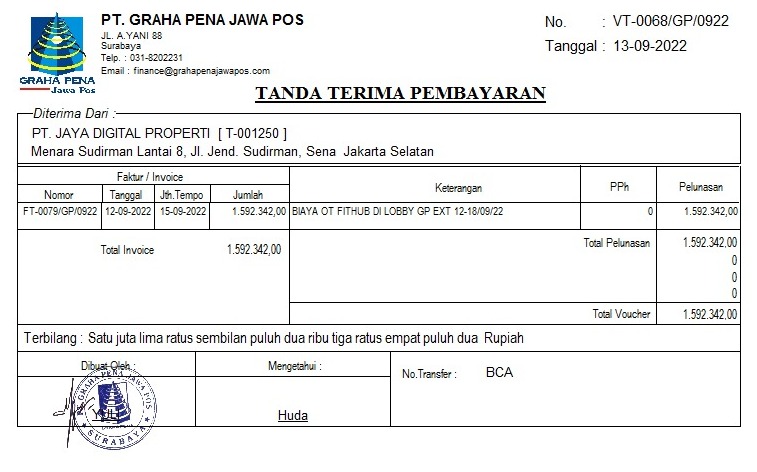 PT. GRAHA PENA JAWA POS
JL. A.YANI 88
Surabaya
Telp. : 031-8202231
Email : finance@grahapenajawapos.com
GRAHA PENA
Jawa Pos
No. : VT-0068/GP/0922
Tanggal : 13-09-2022
TANDA TERIMA PEMBAYARAN
Diterima Dari :
PT. JAYA DIGITAL PROPERTI [ T-001250 ]
Menara Sudirman Lantai 8, Jl. Jend. Sudirman, Sena Jakarta Selatan
Faktur / Invoice Keterangan PPh Pelunasan
Nomor Tanggal Jth.Tempo Jumlah
FT-0079/GP/0922 12-09-2022 15-09-2022 1.592.342,00 BIAYA OT FITHUB DI LOBBY GP EXT 12-18/09/22 0 1.592.342,00
Total Invoice 1.592.342,00 Total Pelunasan 1.592.342,00
0
0
0
Total Voucher 1.592.342,00
Terbilang : Satu juta lima ratus sembilan puluh dua ribu tiga ratus empat puluh dua Rupiah
Dibuat Oleh : Mengetahui : No.Transfer : BCA
GRAHA PENA JAWA POS
SURABAYA
YULI
Huda